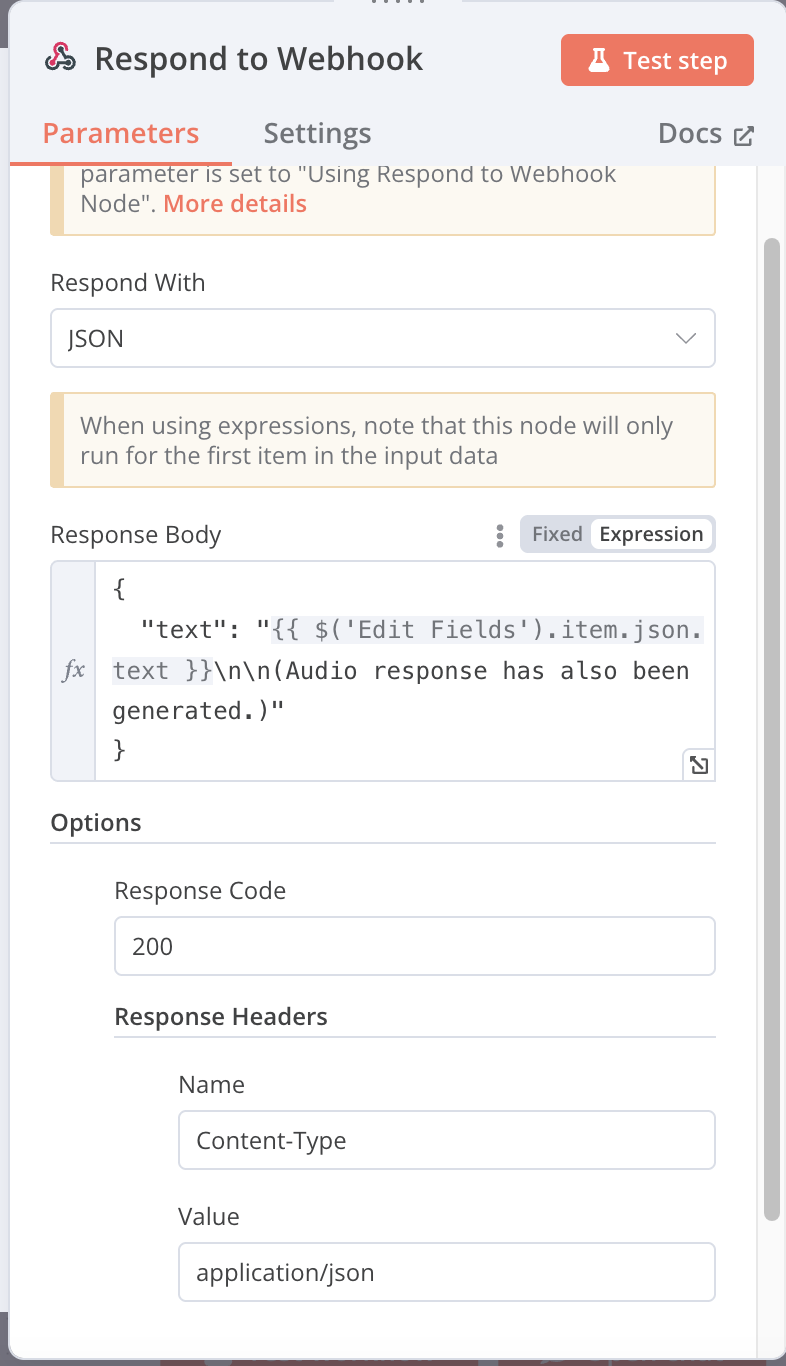 Respond to Webhook
Test step
Parameters
Settings
Docs
parameter is set to "Using Respond to Webhook
Node". More details
Respond With
JSON
When using expressions, note that this node will only
run for the first item in the input data
Response Body
Fixed
Expression
fx
{
"text": "{{ $('Edit Fields').item.json.
text }}\n\n(Audio response has also been
generated.)"
}
Options
Response Code
200
Response Headers
Name
Content-Type
Value
application/json